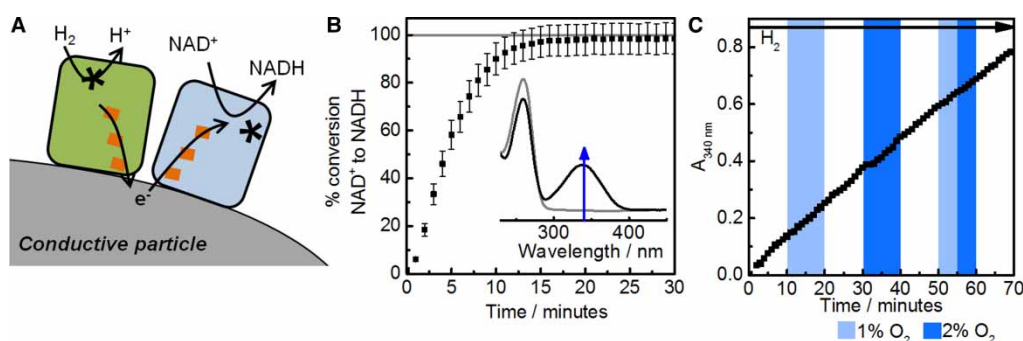 A
H₂
H⁺
NAD⁺
NADH
e⁻
Conductive particle
B
% conversion
NAD⁺ to NADH
100
80
60
40
20
0
300
400
Wavelength / nm
0
5
10
15
20
25
30
Time / minutes
C
H₂
A₃₄₀ ₙₘ
0.8
0.6
0.4
0.2
0.0
0
10
20
30
40
50
60
70
Time / minutes
1% O₂
2% O₂